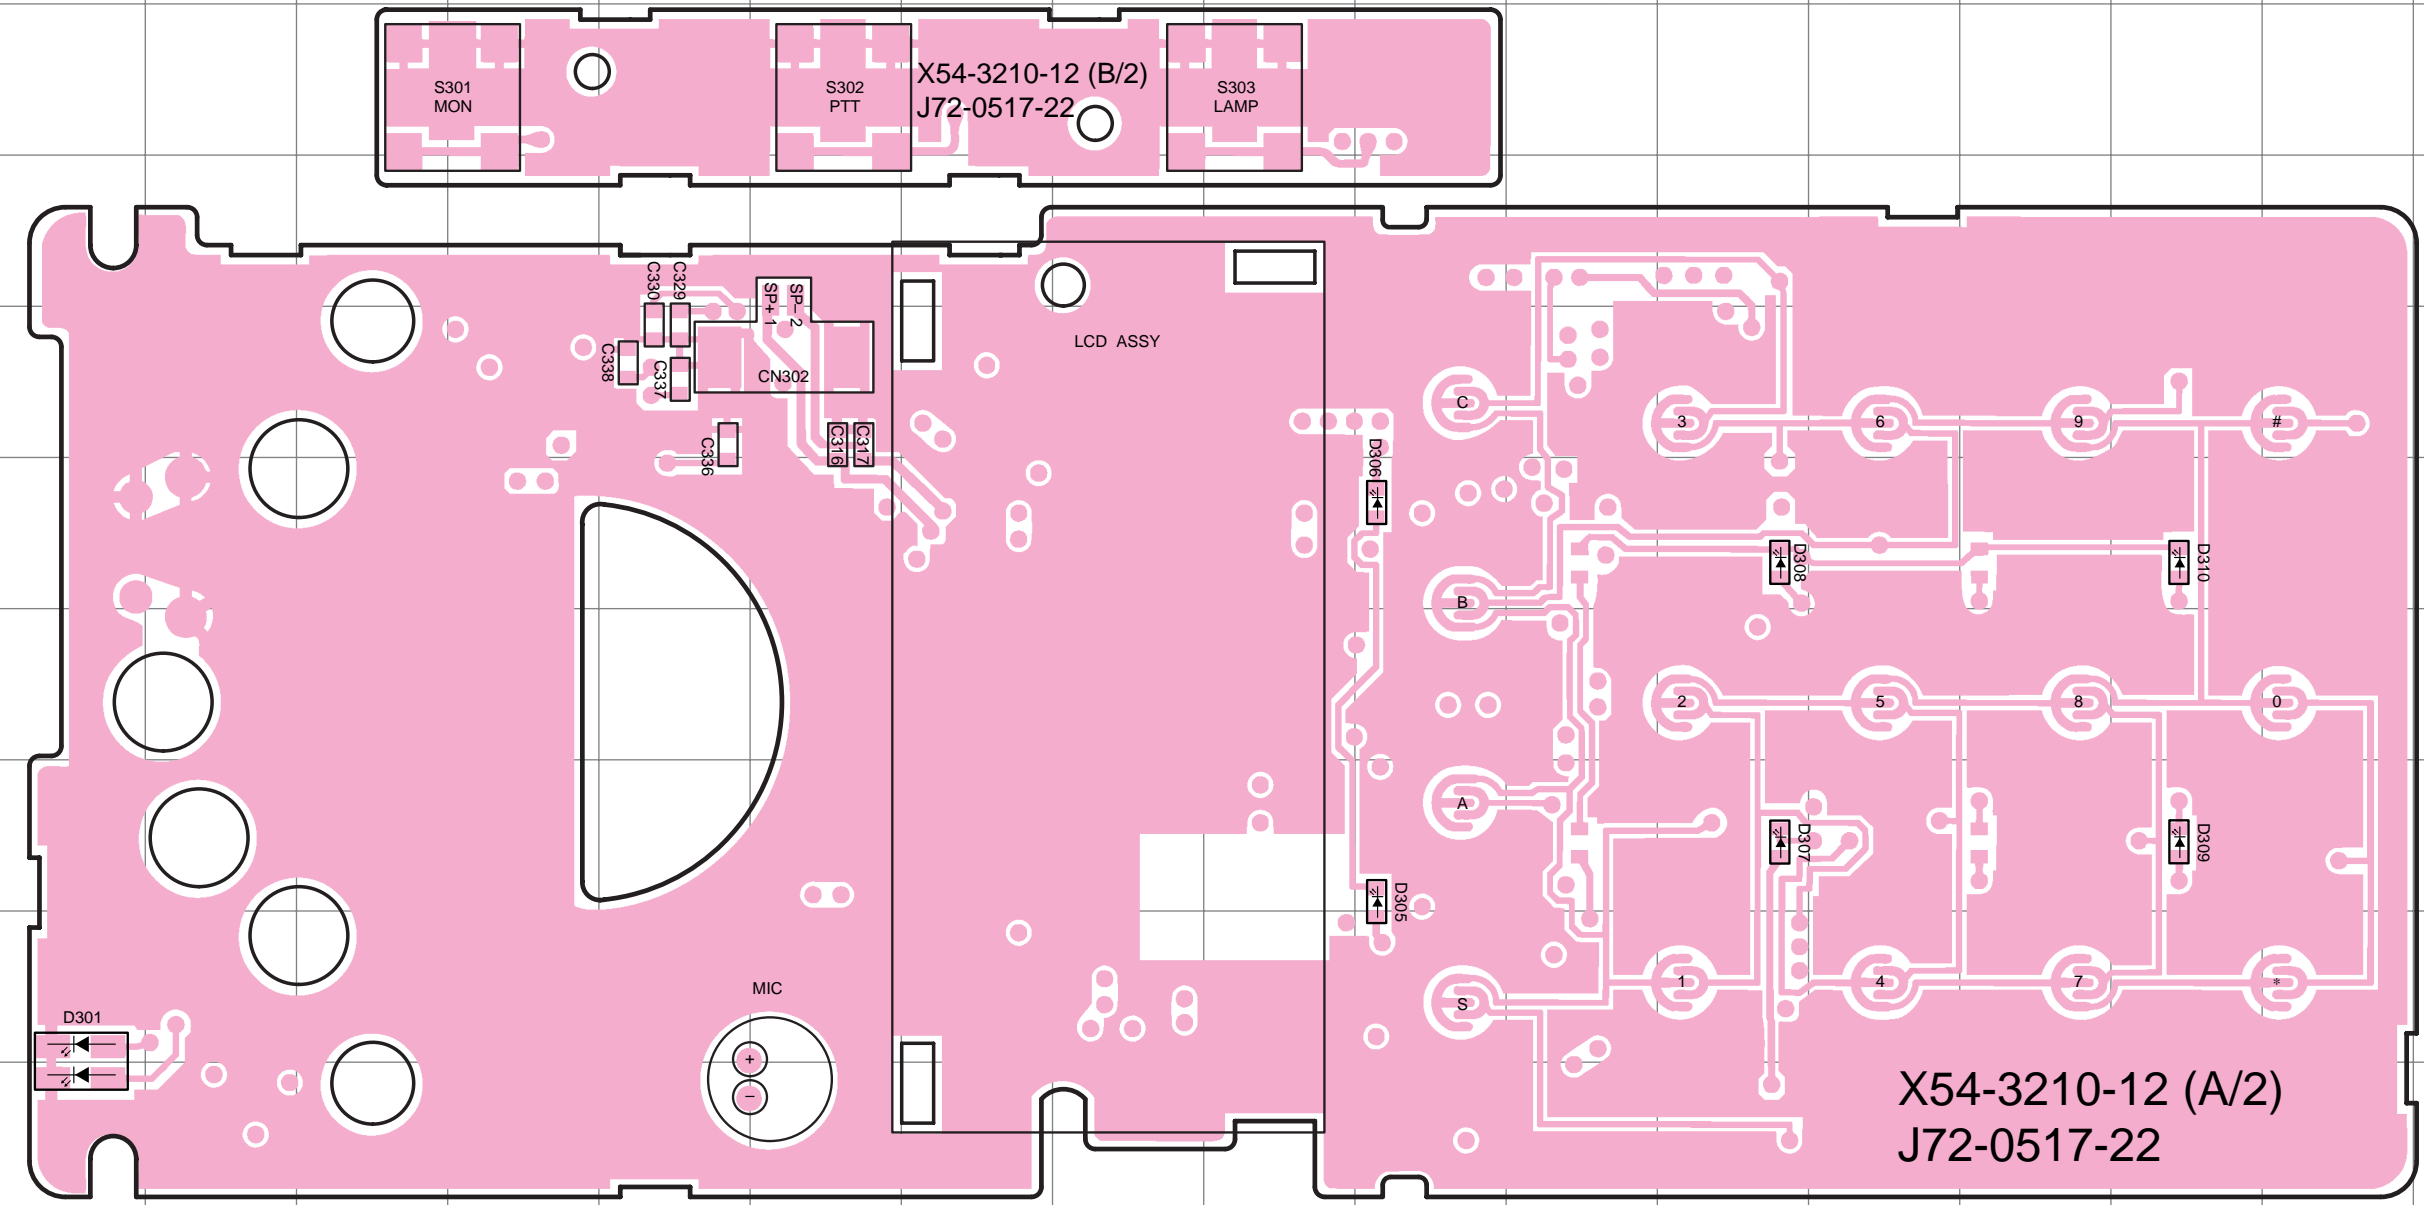 S301
MON
S302
PTT
X54-3210-12 (B/2)
J72-0517-22
S303
LAMP
C330
C329
SP+ 1
SP− 2
C338
C337
CN302
C336
C316
C317
LCD ASSY
D306
C
3
6
9
#
D308
D310
B
2
5
8
0
A
D307
D309
D305
S
1
4
7
*
MIC
+
−
D301
X54-3210-12 (A/2)
J72-0517-22